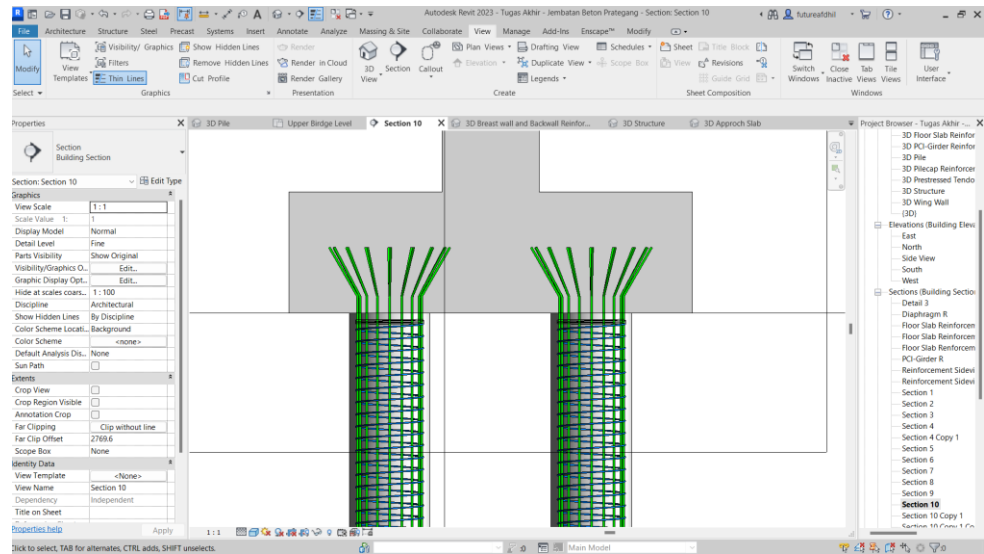 Autodesk Revit 2023 - Tugas Akhir - Jembatan Beton Prategang - Section: Section 10
futureafdhil
File Architecture Structure Steel Precast Systems Insert Annotate Analyze Massing & Site Collaborate View Manage Add-Ins Enscape™ Modify
Modify
View Templates
Visibility/ Graphics
Filters
Thin Lines
Show Hidden Lines
Remove Hidden Lines
Cut Profile
Render
Render in Cloud
Render Gallery
3D View
Section
Callout
Plan Views
Elevation
Drafting View
Duplicate View
Legends
Schedules
Scope Box
Sheet
View
Title Block
Revisions
Guide Grid
Switch Windows
Close Inactive
Tab Views
Tile Views
User Interface
Select
Graphics
Presentation
Create
Sheet Composition
Windows
Properties
3D Pile
Upper Birdge Level
Section 10
3D Breast wall and Backwall Reinfor...
3D Structure
3D Approch Slab
Project Browser - Tugas Akhir -...
Section
Building Section
Section: Section 10
Edit Type
Graphics
View Scale 1 : 1
Scale Value 1: 1
Display Model Normal
Detail Level Fine
Parts Visibility Show Original
Visibility/Graphics O... Edit...
Graphic Display Opt... Edit...
Hide at scales coars... 1 : 100
Discipline Architectural
Show Hidden Lines By Discipline
Color Scheme Locati... Background
Color Scheme <none>
Default Analysis Dis... None
Sun Path
Extents
Crop View
Crop Region Visible
Annotation Crop
Far Clipping Clip without line
Far Clip Offset 2769.6
Scope Box None
Identity Data
View Template <None>
View Name Section 10
Dependency Independent
Title on Sheet
Properties help
Apply
3D Floor Slab Reinfor
3D PCI-Girder Reinfor
3D Pile
3D Pilecap Reinforcer
3D Prestressed Tendo
3D Structure
3D Wing Wall
{3D}
Elevations (Building Eleva
East
North
Side View
South
West
Sections (Building Sectio
Detail 3
Diaphragm R
Floor Slab Reinforcen
Floor Slab Reinforcen
Floor Slab Renforcem
PCI-Girder R
Reinforcement Sidevi
Reinforcement Sidevi
Section 1
Section 2
Section 3
Section 4
Section 4 Copy 1
Section 5
Section 6
Section 7
Section 8
Section 9
Section 10
Section 10 Copy 1
Section 10 Copy 1 Co
1 : 1
Click to select, TAB for alternates, CTRL adds, SHIFT unselects.
:0
Main Model
:0